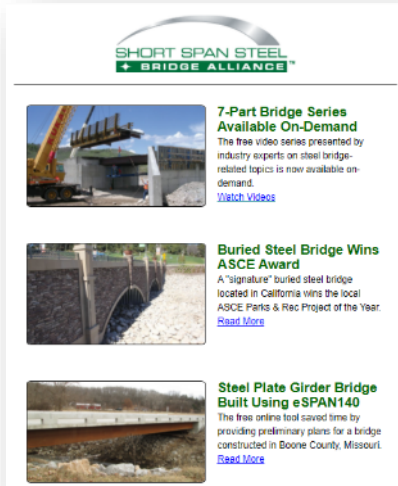 SHORT SPAN STEEL
BRIDGE ALLIANCE™
7-Part Bridge Series
Available On-Demand
The free video series presented by
industry experts on steel bridge-
related topics is now available on-
demand.
Watch Videos
Buried Steel Bridge Wins
ASCE Award
A "signature" buried steel bridge
located in California wins the local
ASCE Parks & Rec Project of the Year.
Read More
Steel Plate Girder Bridge
Built Using eSPAN140
The free online tool saved time by
providing preliminary plans for a bridge
constructed in Boone County, Missouri.
Read More